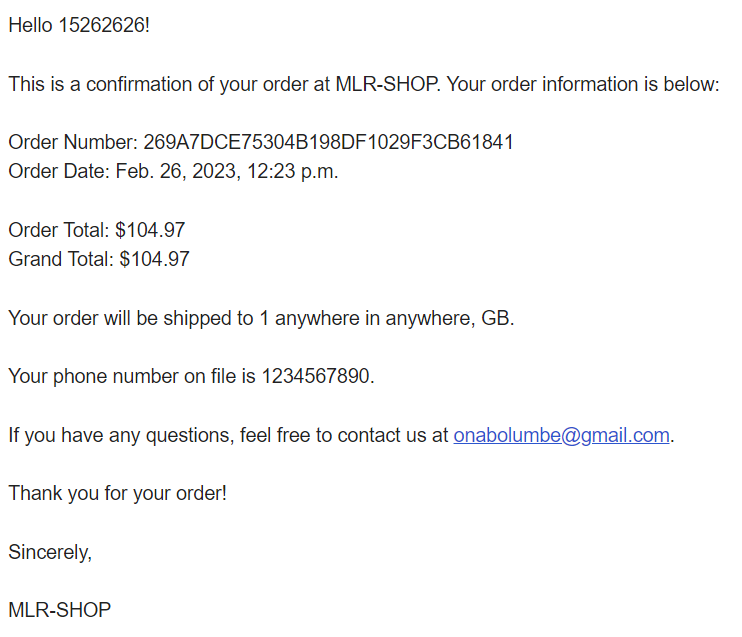 Hello 15262626!
This is a confirmation of your order at MLR-SHOP. Your order information is below:
Order Number: 269A7DCE75304B198DF1029F3CB61841
Order Date: Feb. 26, 2023, 12:23 p.m.
Order Total: $104.97
Grand Total: $104.97
Your order will be shipped to 1 anywhere in anywhere, GB.
Your phone number on file is 1234567890.
If you have any questions, feel free to contact us at onabolumbe@gmail.com.
Thank you for your order!
Sincerely,
MLR-SHOP